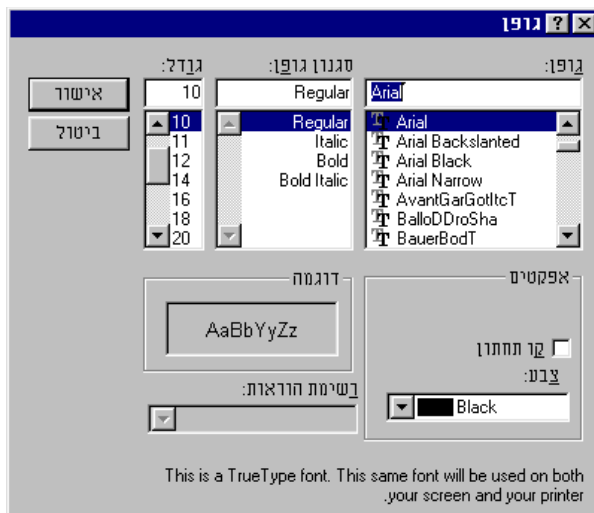 גופן
גופן:
סגנון גופן:
גודל:
Arial
Regular
10
אישור
ביטול
Arial
Arial Backslanted
Arial Black
Arial Narrow
AvantGarGotItcT
BalloDDroSha
BauerBodT
Regular
Italic
Bold
Bold Italic
10
11
12
14
16
18
20
אפקטים
קו תחתון
צבע:
Black
דוגמה
AaBbYyZz
רשימת הוראות:
This is a TrueType font. This same font will be used on both
.your screen and your printer